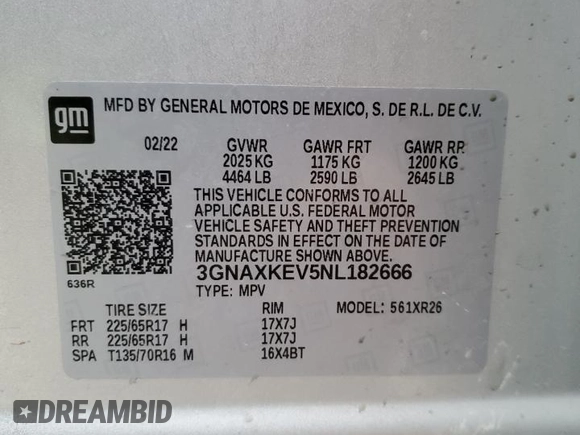 gm MFD BY GENERAL MOTORS DE MEXICO, S. DE R.L. DE C.V.
02/22 GVWR GAWR FRT GAWR RR
2025 KG 1175 KG 1200 KG
4464 LB 2590 LB 2645 LB
THIS VEHICLE CONFORMS TO ALL
APPLICABLE U.S. FEDERAL MOTOR
VEHICLE SAFETY AND THEFT PREVENTION
STANDARDS IN EFFECT ON THE DATE OF
MANUFACTURE SHOWN ABOVE.
3GNAXKEV5NL182666
636R
TYPE: MPV
TIRE SIZE RIM MODEL: 561XR26
FRT 225/65R17 H 17X7J
RR 225/65R17 H 17X7J
SPA T135/70R16 M 16X4BT
DREAMBID